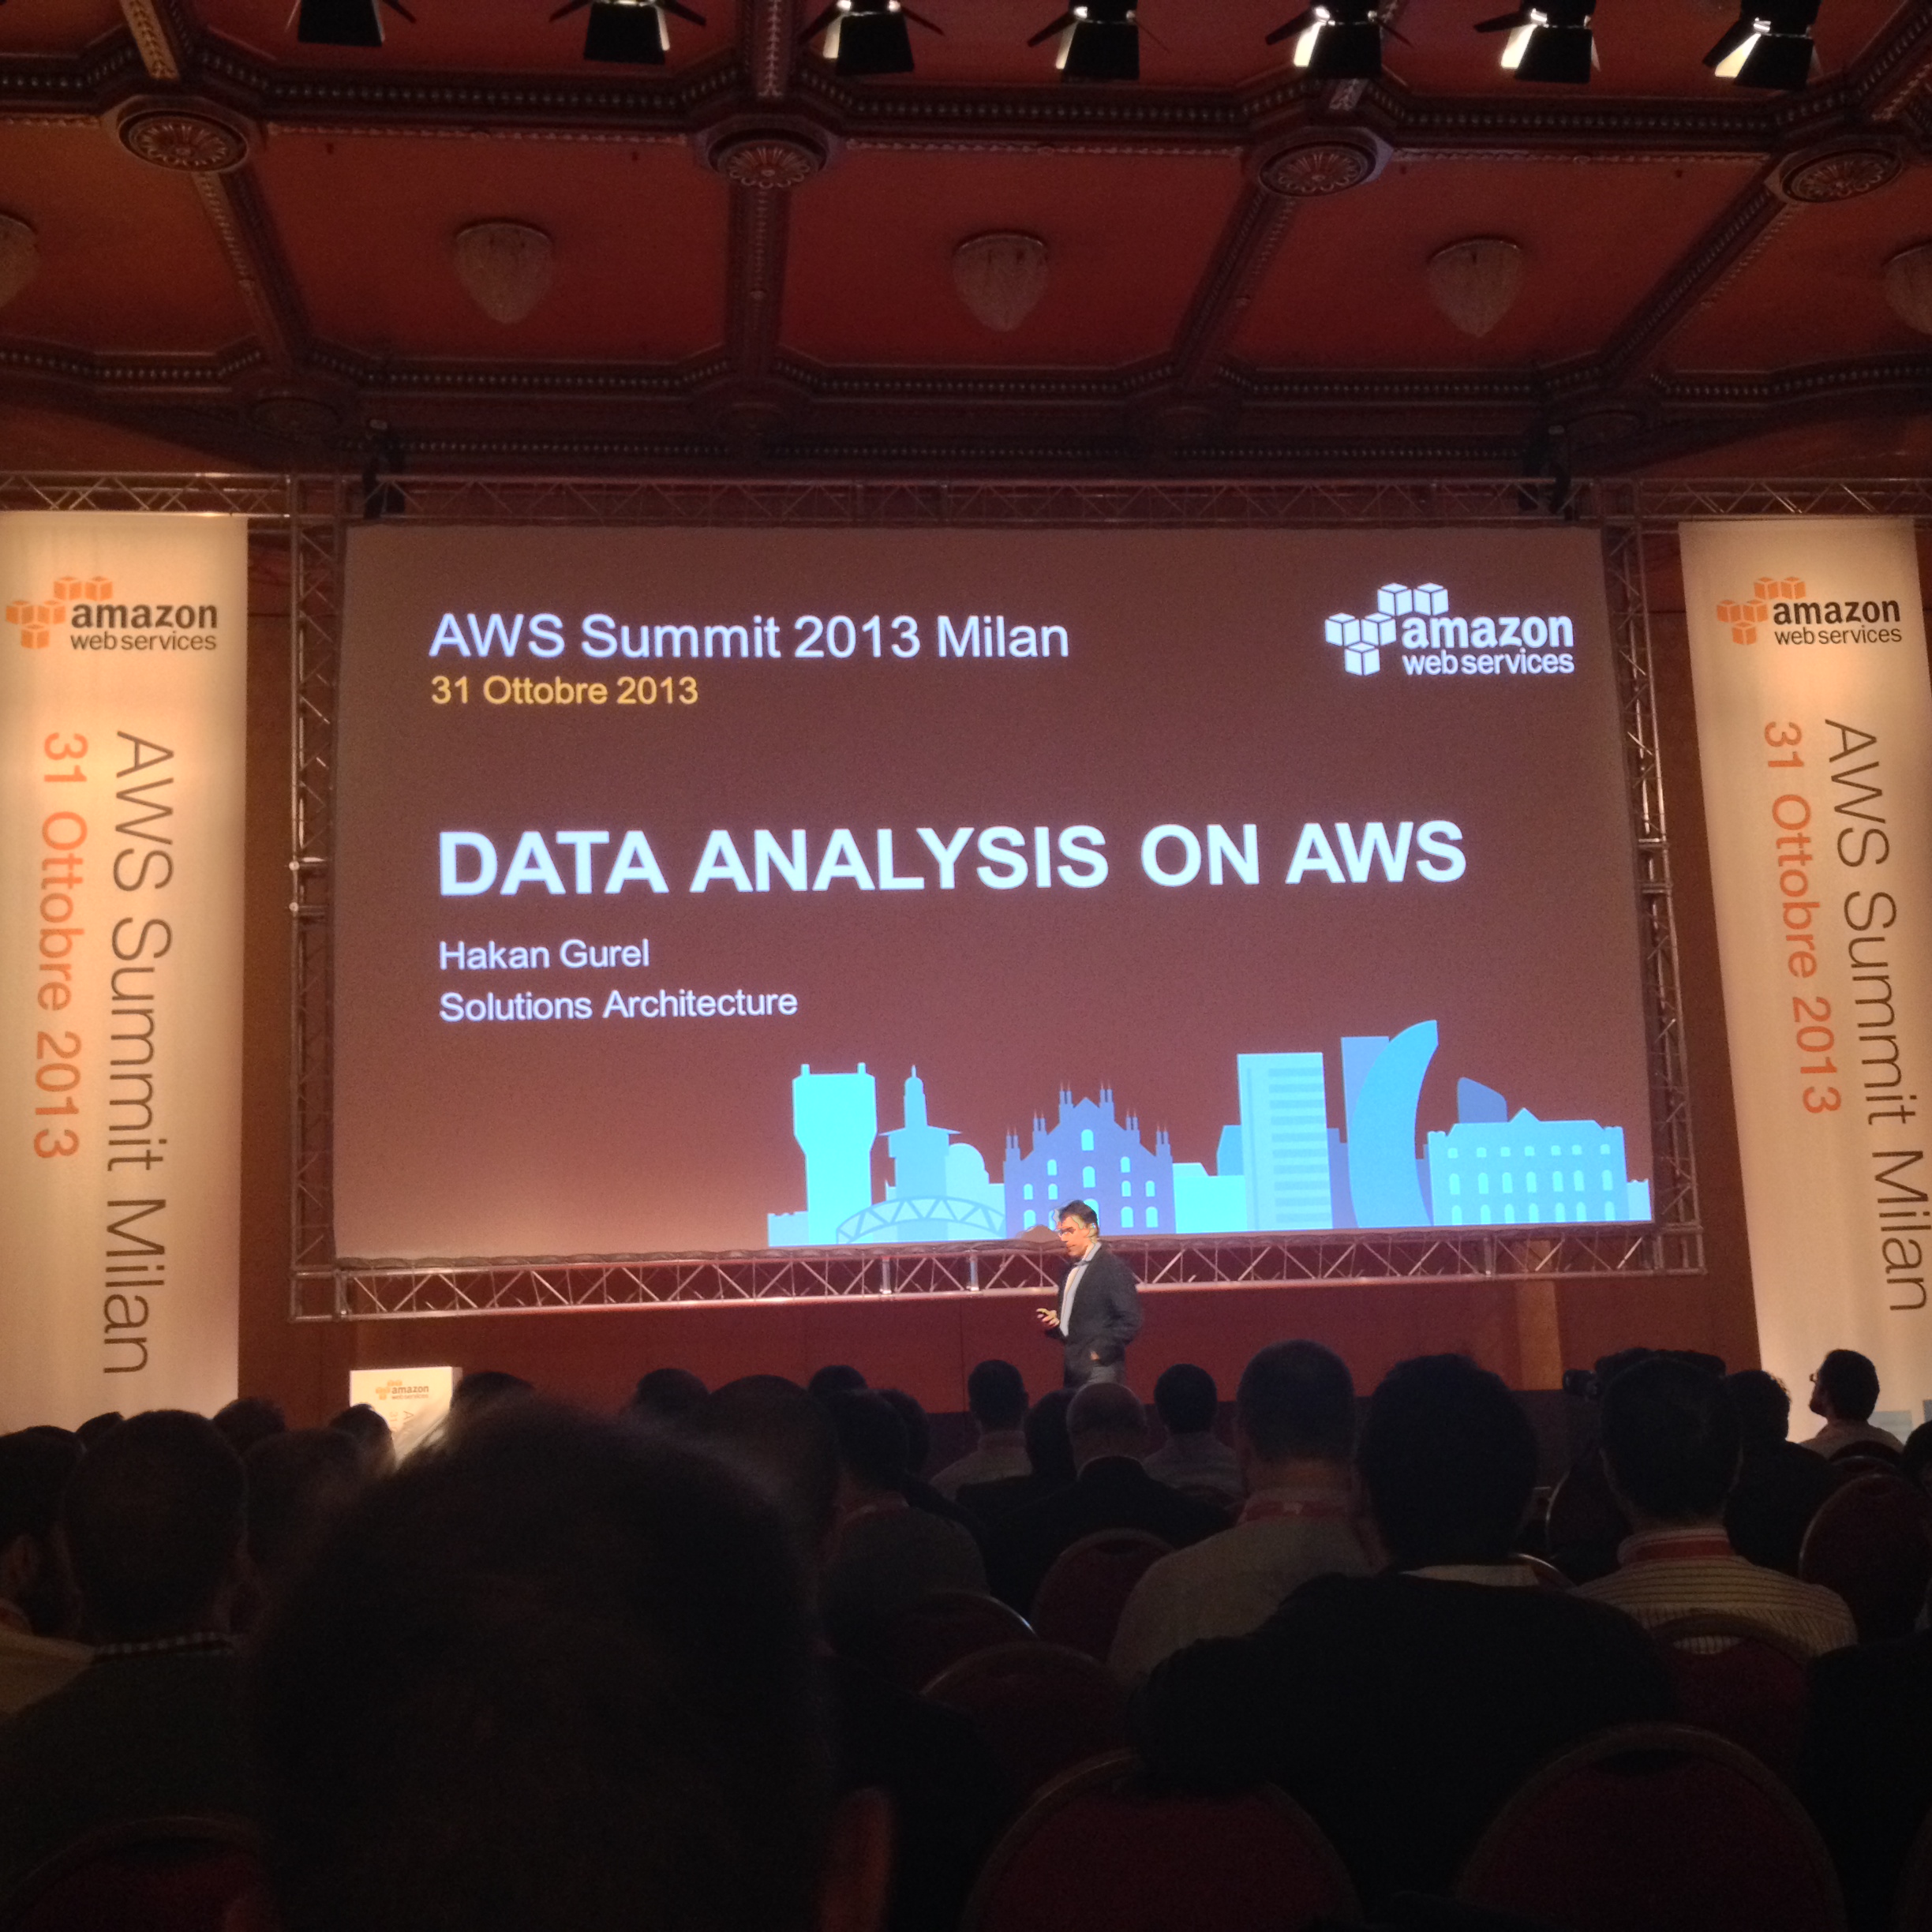 AWS Summit 2013 Milan
31 Ottobre 2013
amazon
web services
DATA ANALYSIS ON AWS
Hakan Gurel
Solutions Architecture
amazon
web services
AWS Summit Milan
31 Ottobre 2013
amazon
web services
AWS Summit Milan
31 Ottobre 2013
amazon
web services
A